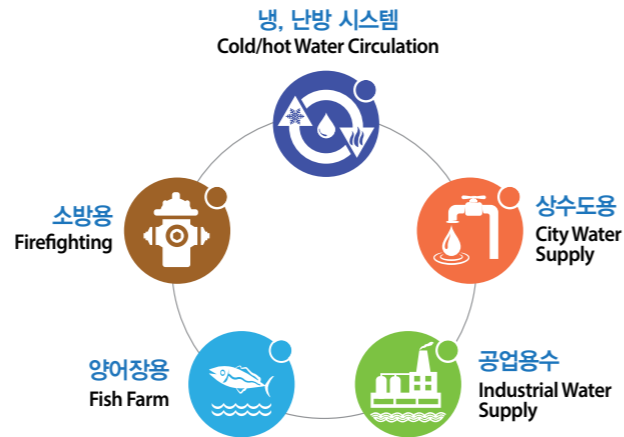 냉, 난방 시스템
Cold/hot Water Circulation
소방용
Firefighting
상수도용
City Water
Supply
양어장용
Fish Farm
공업용수
Industrial Water
Supply